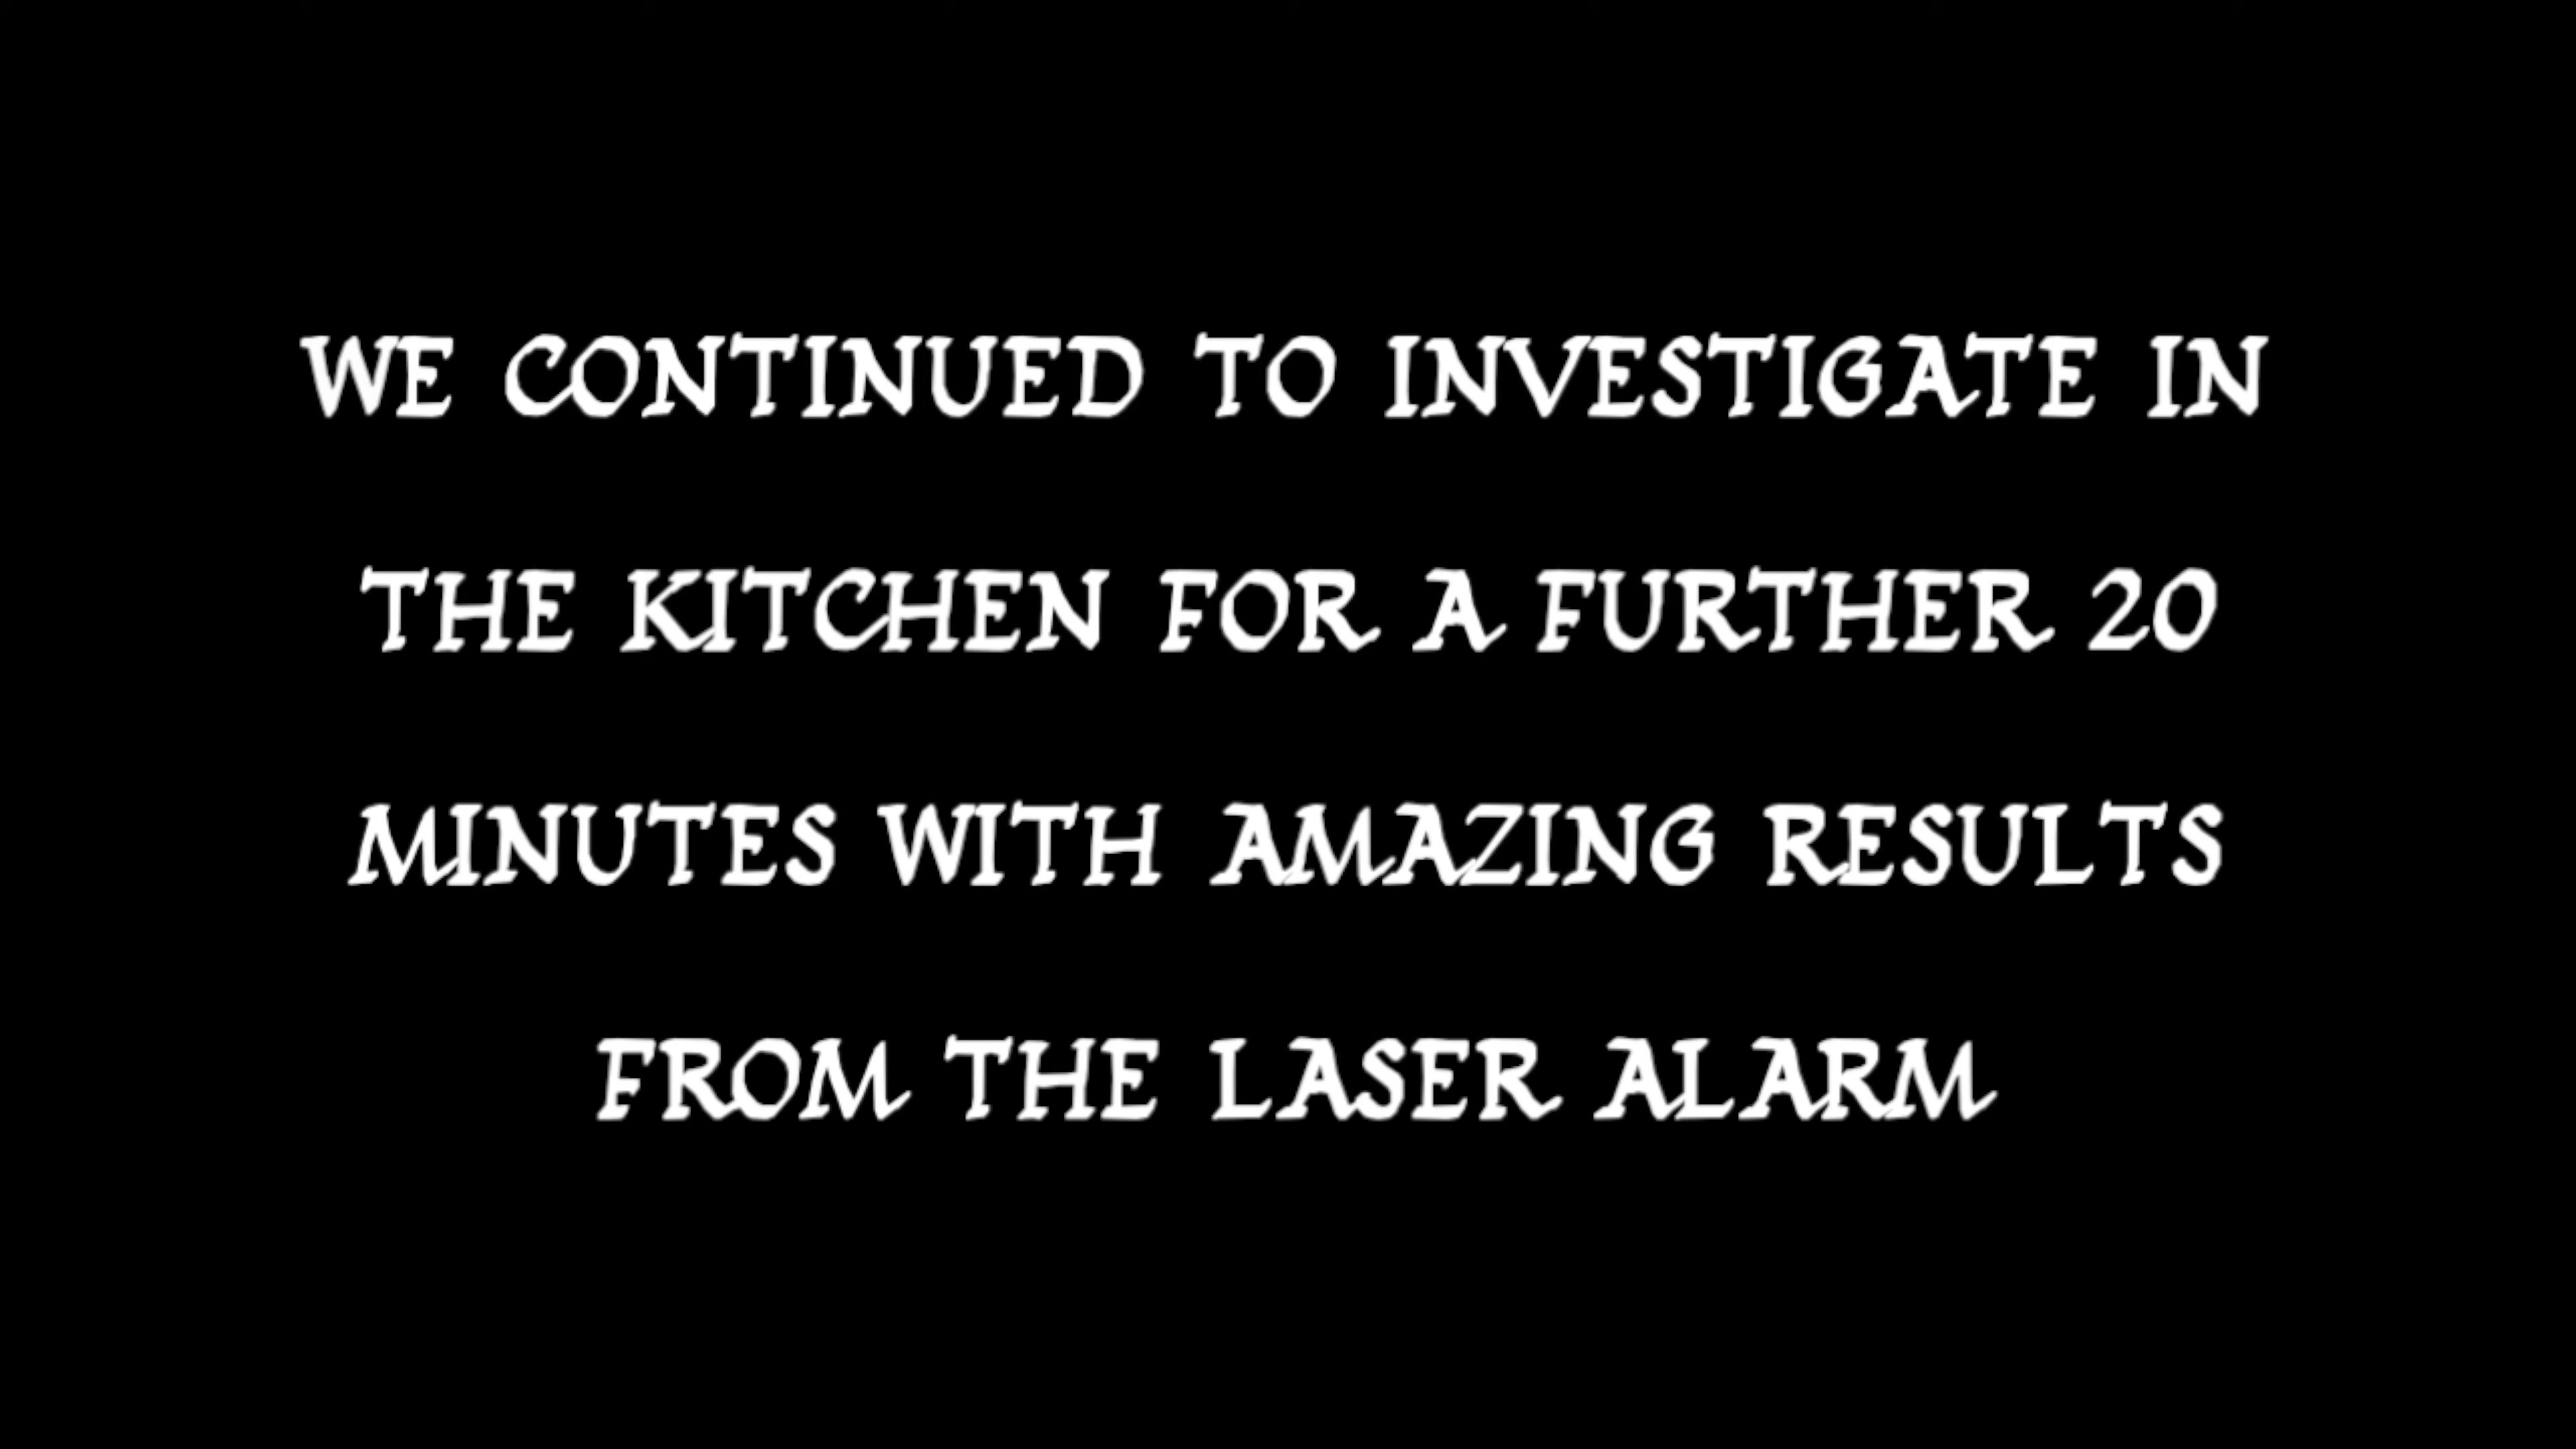 WE CONTINUED TO INVESTIGATE IN
THE KITCHEN FOR A FURTHER 20
MINUTES WITH AMAZING RESULTS
FROM THE LASER ALARM